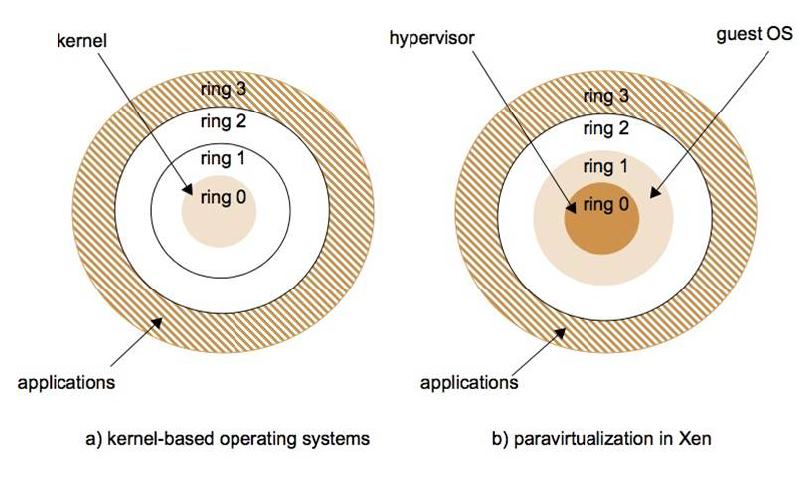 kernel
ring 3
ring 2
ring 1
ring 0
applications
a) kernel-based operating systems
hypervisor
guest OS
ring 3
ring 2
ring 1
ring 0
applications
b) paravirtualization in Xen